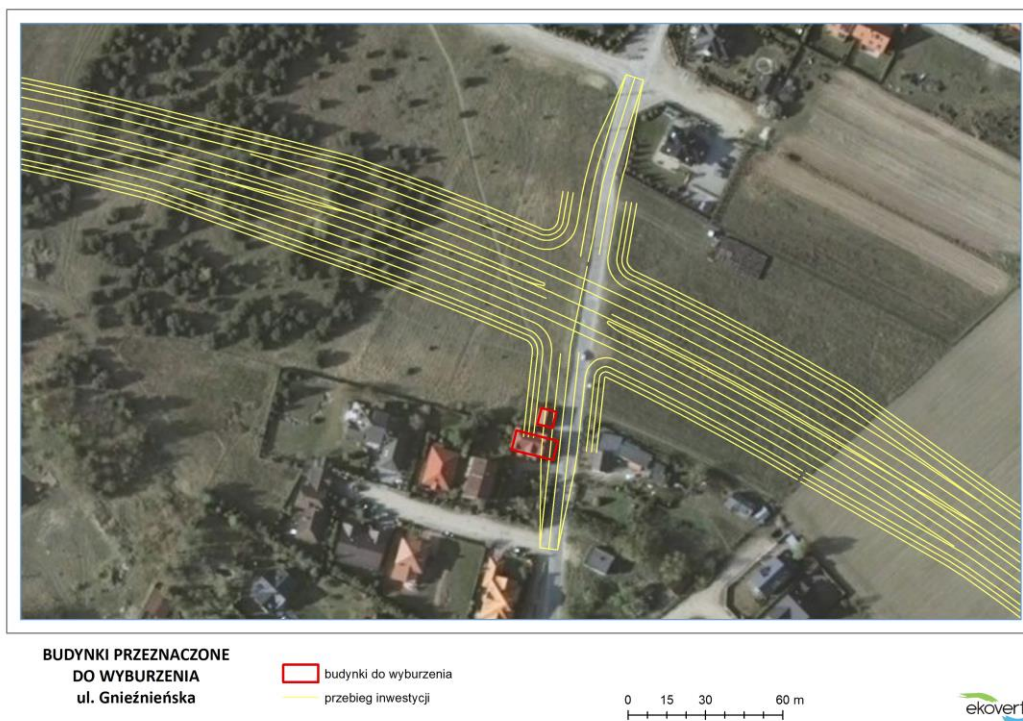 BUDYNKI PRZEZNACZONE
DO WYBURZENIA
ul. Gnieźnieńska
budynki do wyburzenia
przebieg inwestycji
0 15 30 60 m
ekovert